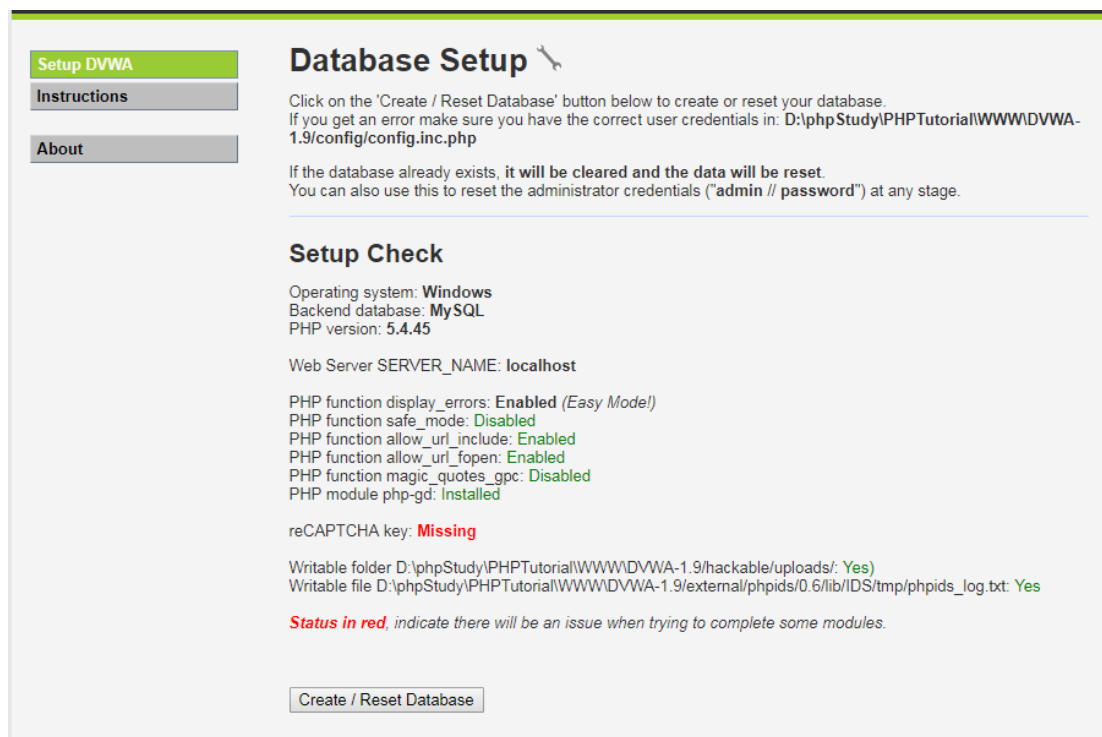 Setup DVWA
Instructions
About
Database Setup
Click on the 'Create / Reset Database' button below to create or reset your database.
If you get an error make sure you have the correct user credentials in: D:\phpStudy\PHPTutorial\WWW\DVWA-
1.9/config/config.inc.php
If the database already exists, it will be cleared and the data will be reset.
You can also use this to reset the administrator credentials ("admin // password") at any stage.
Setup Check
Operating system: Windows
Backend database: MySQL
PHP version: 5.4.45
Web Server SERVER_NAME: localhost
PHP function display_errors: Enabled (Easy Mode!)
PHP function safe_mode: Disabled
PHP function allow_url_include: Enabled
PHP function allow_url_fopen: Enabled
PHP function magic_quotes_gpc: Disabled
PHP module php-gd: Installed
reCAPTCHA key: Missing
Writable folder D:\phpStudy\PHPTutorial\WWW\DVWA-1.9/hackable/uploads/: Yes)
Writable file D:\phpStudy\PHPTutorial\WWW\DVWA-1.9/external/phpids/0.6/lib/IDS/tmp/phpids_log.txt: Yes
Status in red, indicate there will be an issue when trying to complete some modules.
Create / Reset Database